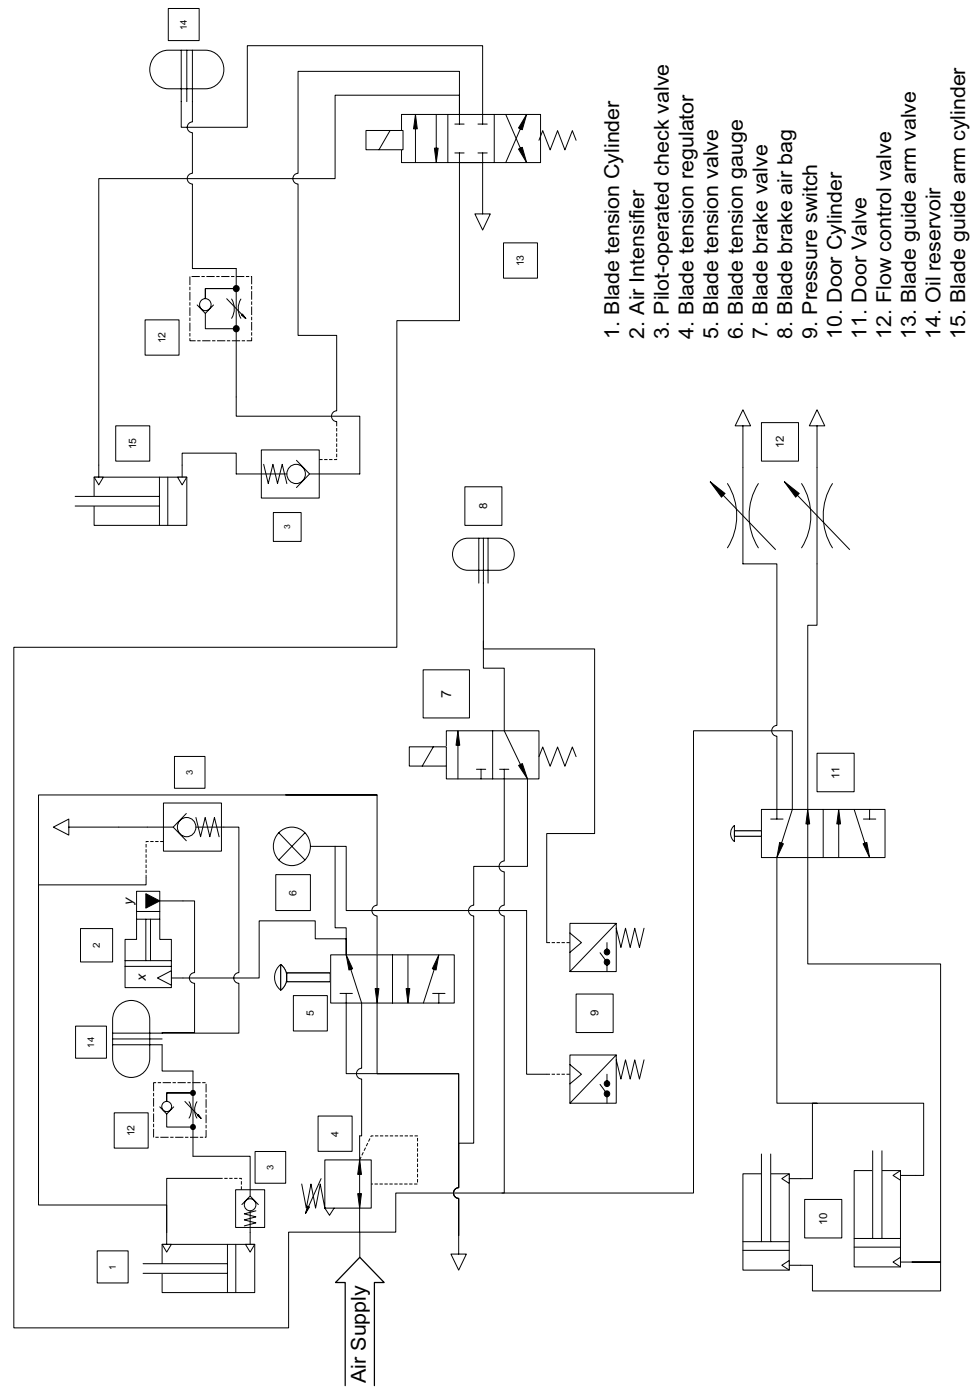 14
13
12
15
3
8
12
7
3
11
6
y
2
x
5
9
14
12
4
3
10
1
Air Supply
1. Blade tension Cylinder
2. Air Intensifier
3. Pilot-operated check valve
4. Blade tension regulator
5. Blade tension valve
6. Blade tension gauge
7. Blade brake valve
8. Blade brake air bag
9. Pressure switch
10. Door Cylinder
11. Door Valve
12. Flow control valve
13. Blade guide arm valve
14. Oil reservoir
15. Blade guide arm cylinder